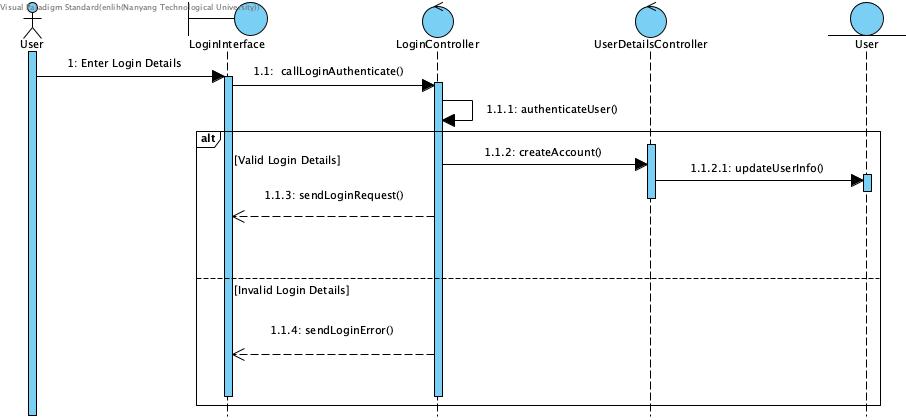 Visual Paradigm Standard(enlih(Nanyang Technological University))
User
LoginInterface
LoginController
UserDetailsController
User
1: Enter Login Details
1.1: callLoginAuthenticate()
1.1.1: authenticateUser()
alt
[Valid Login Details]
1.1.2: createAccount()
1.1.2.1: updateUserInfo()
1.1.3: sendLoginRequest()
[Invalid Login Details]
1.1.4: sendLoginError()